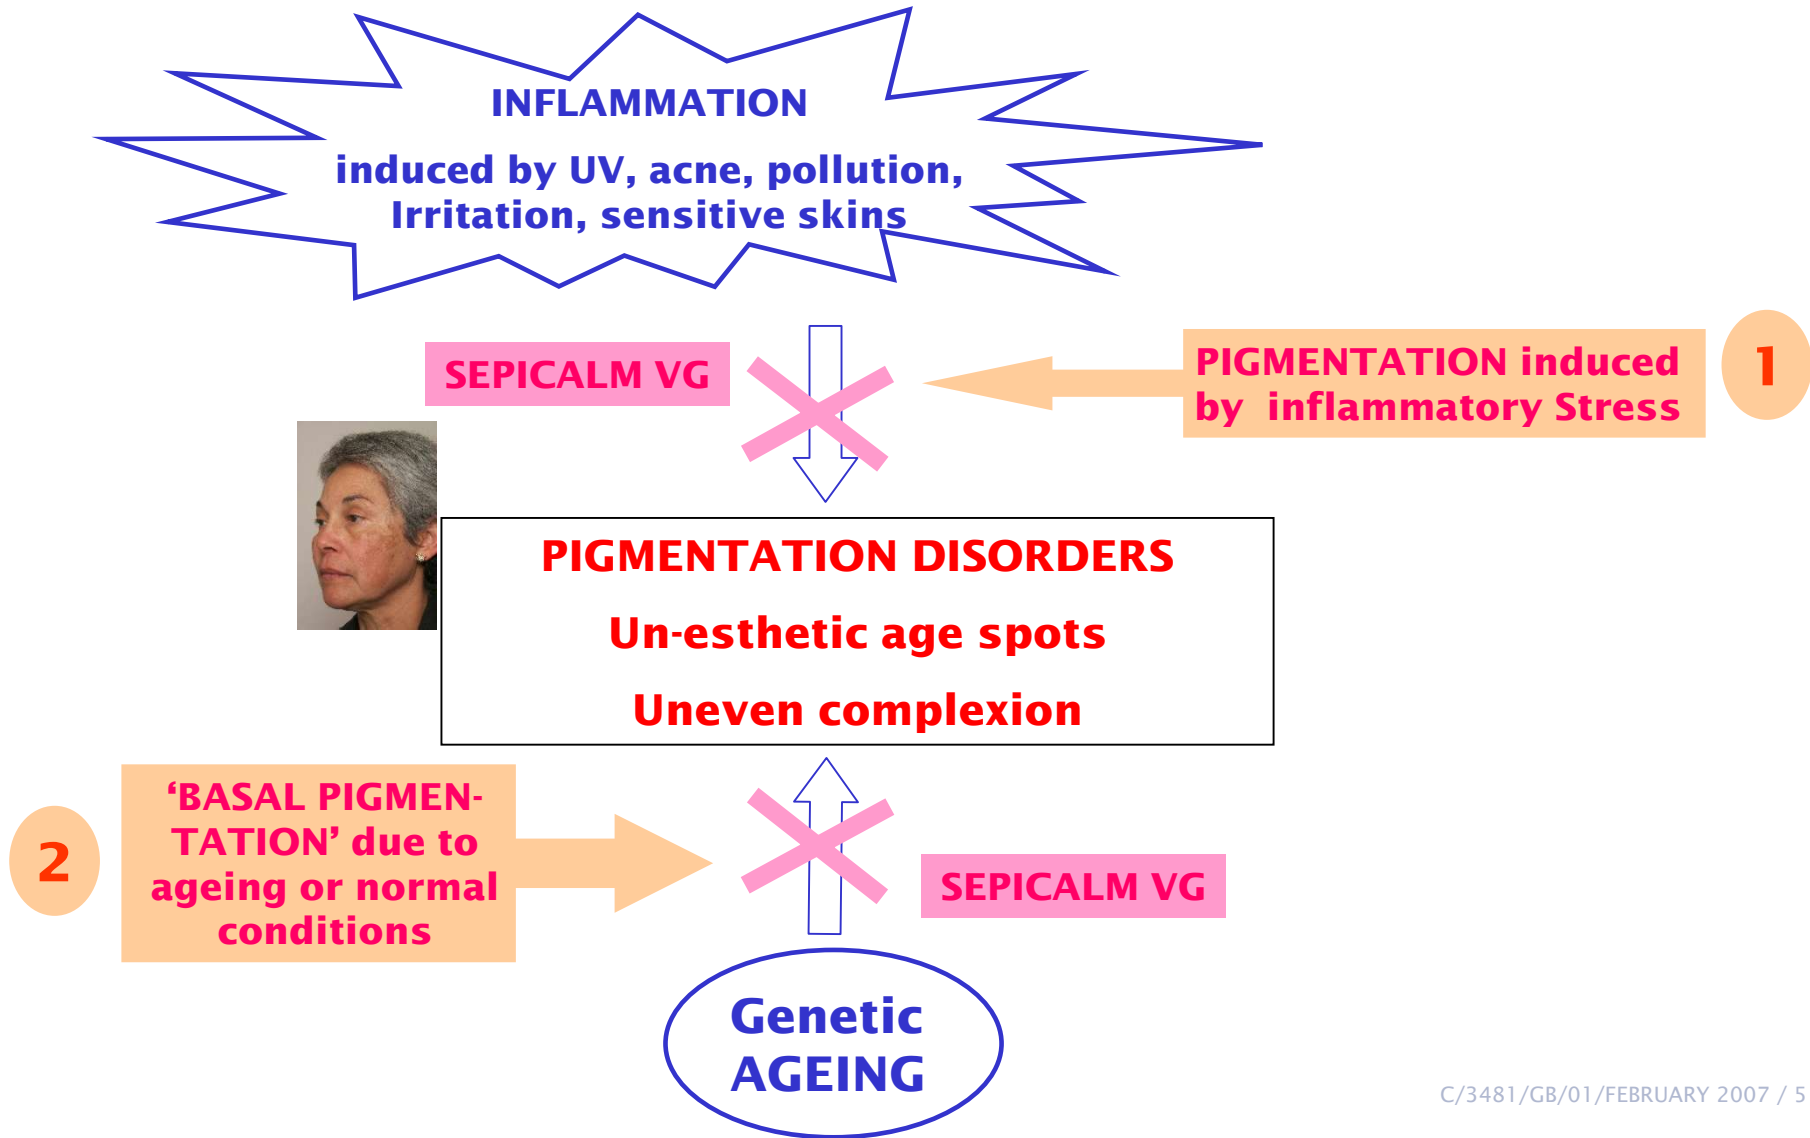 INFLAMMATION
induced by UV, acne, pollution,
Irritation, sensitive skins
SEPICALM VG
PIGMENTATION induced
by inflammatory Stress
1
PIGMENTATION DISORDERS
Un-esthetic age spots
Uneven complexion
2
‘BASAL PIGMEN-
TATION’ due to
ageing or normal
conditions
SEPICALM VG
Genetic
AGEING
C/3481/GB/01/FEBRUARY 2007 / 5